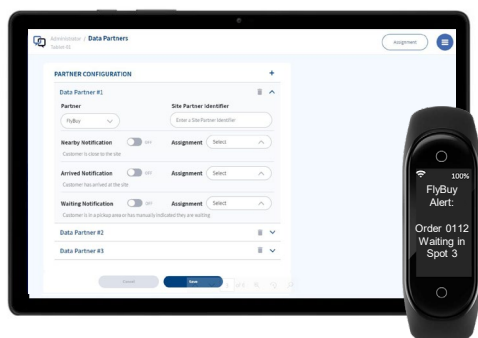 Administrator / Data Partners
Tablet-02
Assignment
PARTNER CONFIGURATION +
Data Partner #1
Partner
Site Partner Identifier
FlyBuy
Enter a Site Partner Identifier
Nearby Notification OFF Assignment Select
Customer is close to the site
Arrived Notification OFF Assignment Select
Customer has arrived at the site
Waiting Notification OFF Assignment Select
Customer is in a pickup area or has manually indicated they are waiting
Data Partner #2
Data Partner #3
Cancel Save
100%
FlyBuy
Alert:
Order 0112
Waiting in
Spot 3